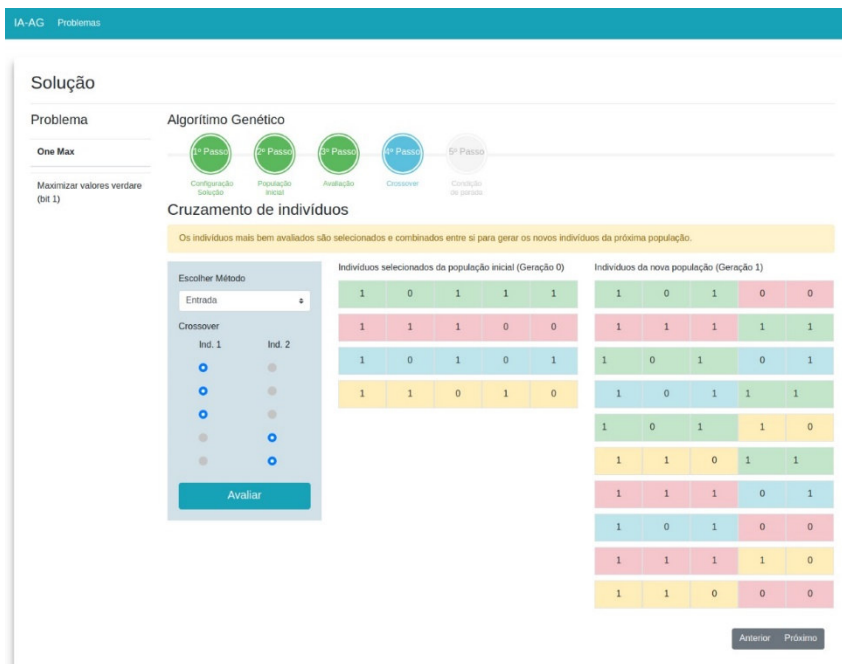 IA-AG Problemas
Solução
Problema
One Max
Maximizar valores verdare
(bit 1)
Algorítimo Genético
1º Passo 2º Passo 3º Passo 4º Passo 5º Passo
Configuração Solução População Inicial Avaliação Crossover Condição de parada
Cruzamento de indivíduos
Os indivíduos mais bem avaliados são selecionados e combinados entre si para gerar os novos indivíduos da próxima população.
Escolher Método
Entrada
Crossover
Ind. 1 Ind. 2
Avaliar
Indivíduos selecionados da população inicial (Geração 0)
1 0 1 1 1
1 1 1 0 0
1 0 1 0 1
1 1 0 1 0
Indivíduos da nova população (Geração 1)
1 0 1 0 0
1 1 1 1 1
1 0 1 0 1
1 0 1 1 1
1 0 1 1 0
1 1 0 1 1
1 1 1 0 1
1 0 1 0 0
1 1 1 1 0
1 1 0 0 0
Anterior Próximo